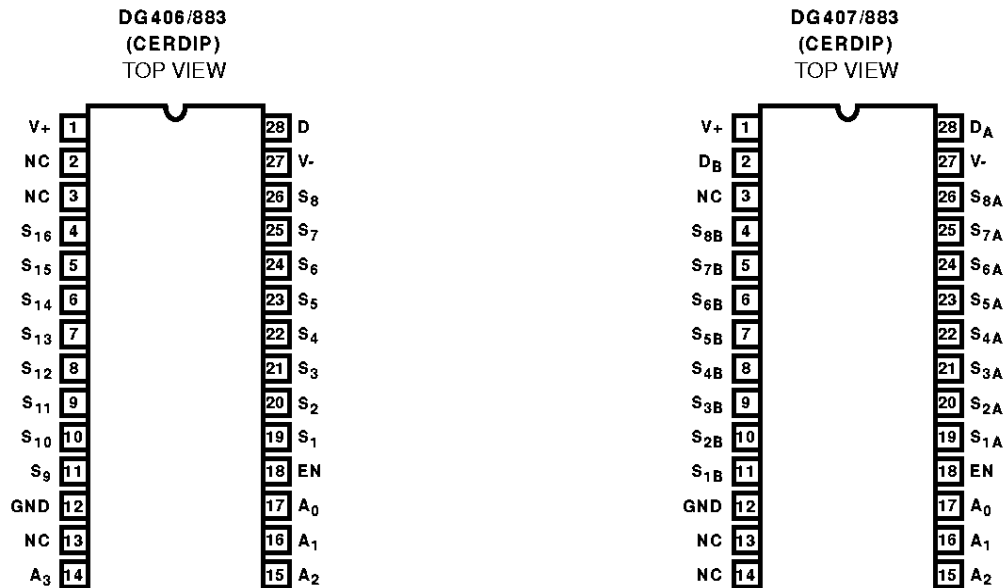 DG406/883
(CERDIP)
TOP VIEW
V+ 1 28 D
NC 2 27 V-
NC 3 26 S8
S16 4 25 S7
S15 5 24 S6
S14 6 23 S5
S13 7 22 S4
S12 8 21 S3
S11 9 20 S2
S10 10 19 S1
S9 11 18 EN
GND 12 17 A0
NC 13 16 A1
A3 14 15 A2
DG407/883
(CERDIP)
TOP VIEW
V+ 1 28 DA
DB 2 27 V-
NC 3 26 S8A
S8B 4 25 S7A
S7B 5 24 S6A
S6B 6 23 S5A
S5B 7 22 S4A
S4B 8 21 S3A
S3B 9 20 S2A
S2B 10 19 S1A
S1B 11 18 EN
GND 12 17 A0
NC 13 16 A1
NC 14 15 A2